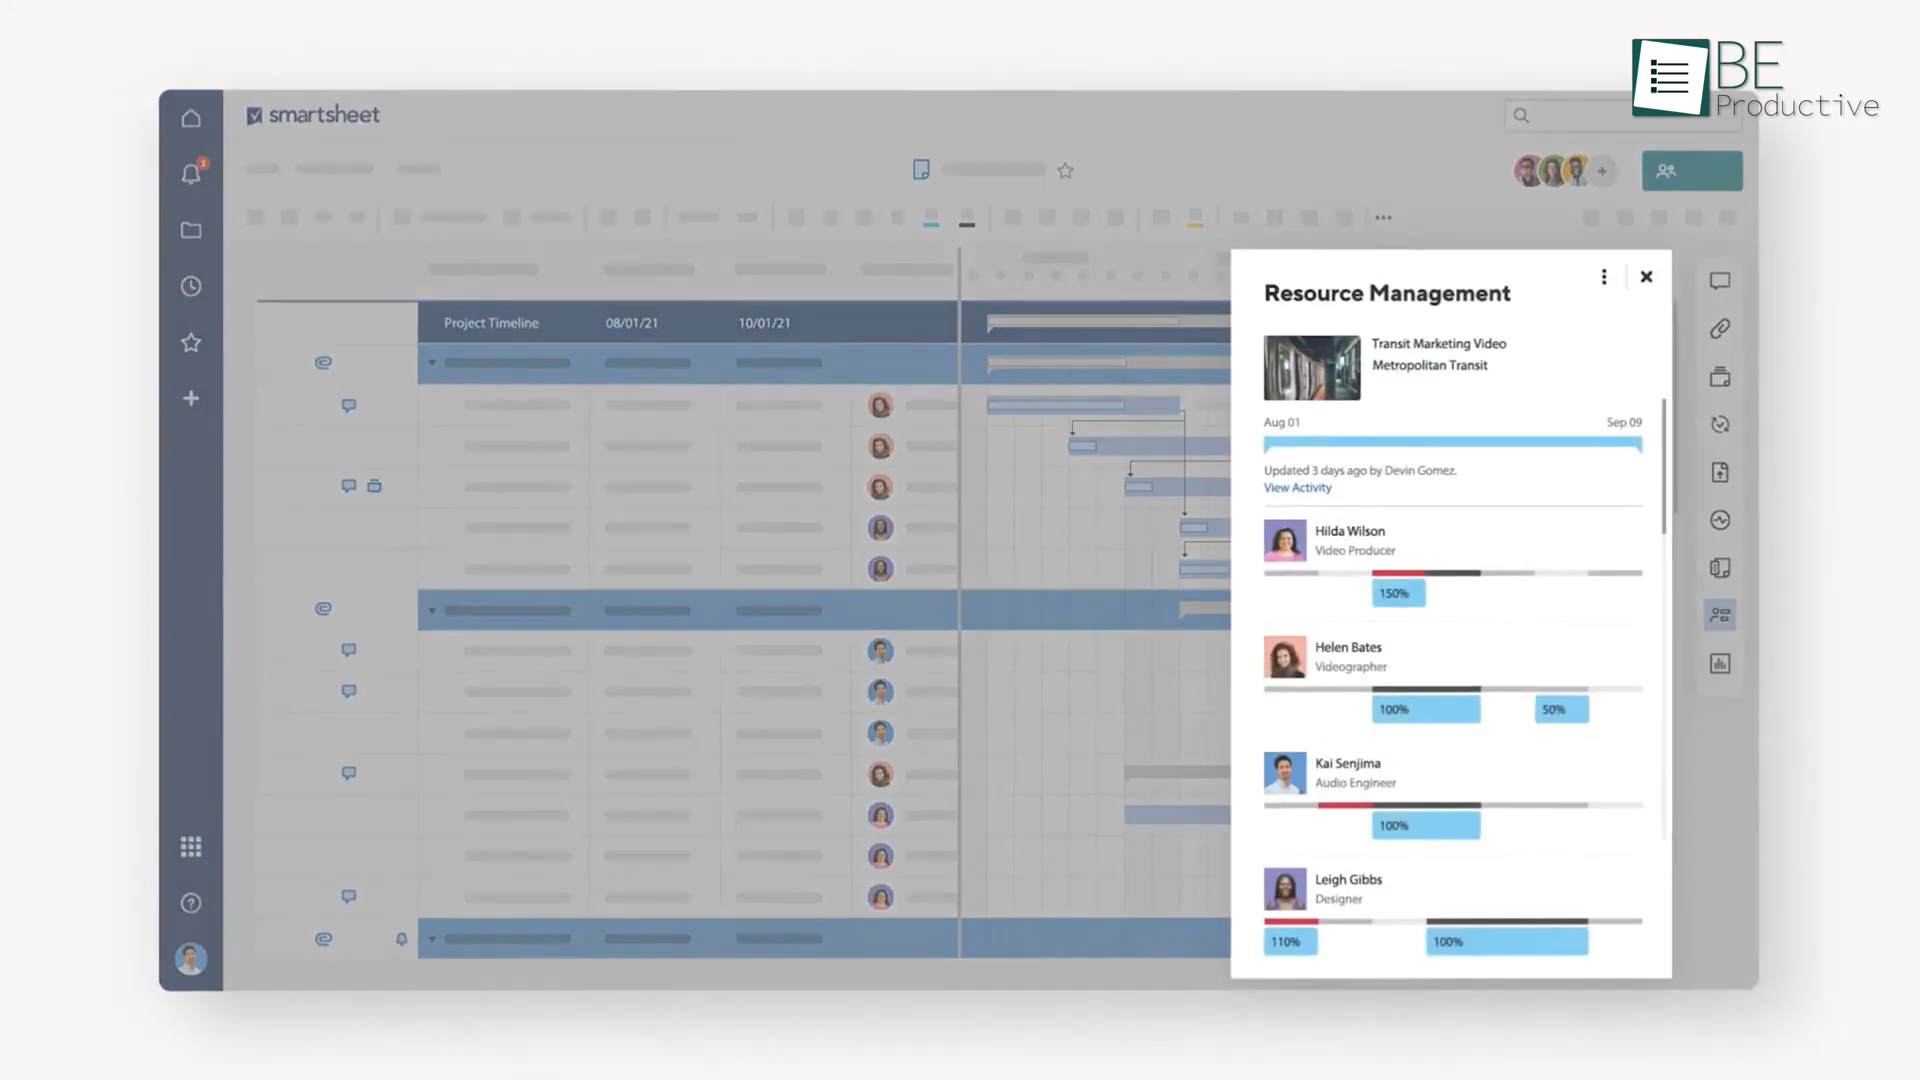 BE
Productive
smartsheet
1
Project Timeline 08/01/21 10/01/21
Resource Management
Transit Marketing Video
Metropolitan Transit
Aug 01 Sep 09
Updated 3 days ago by Devin Gomez.
View Activity
Hilda Wilson
Video Producer
150%
Helen Bates
Videographer
100% 50%
Kai Senjima
Audio Engineer
100%
Leigh Gibbs
Designer
110% 100%